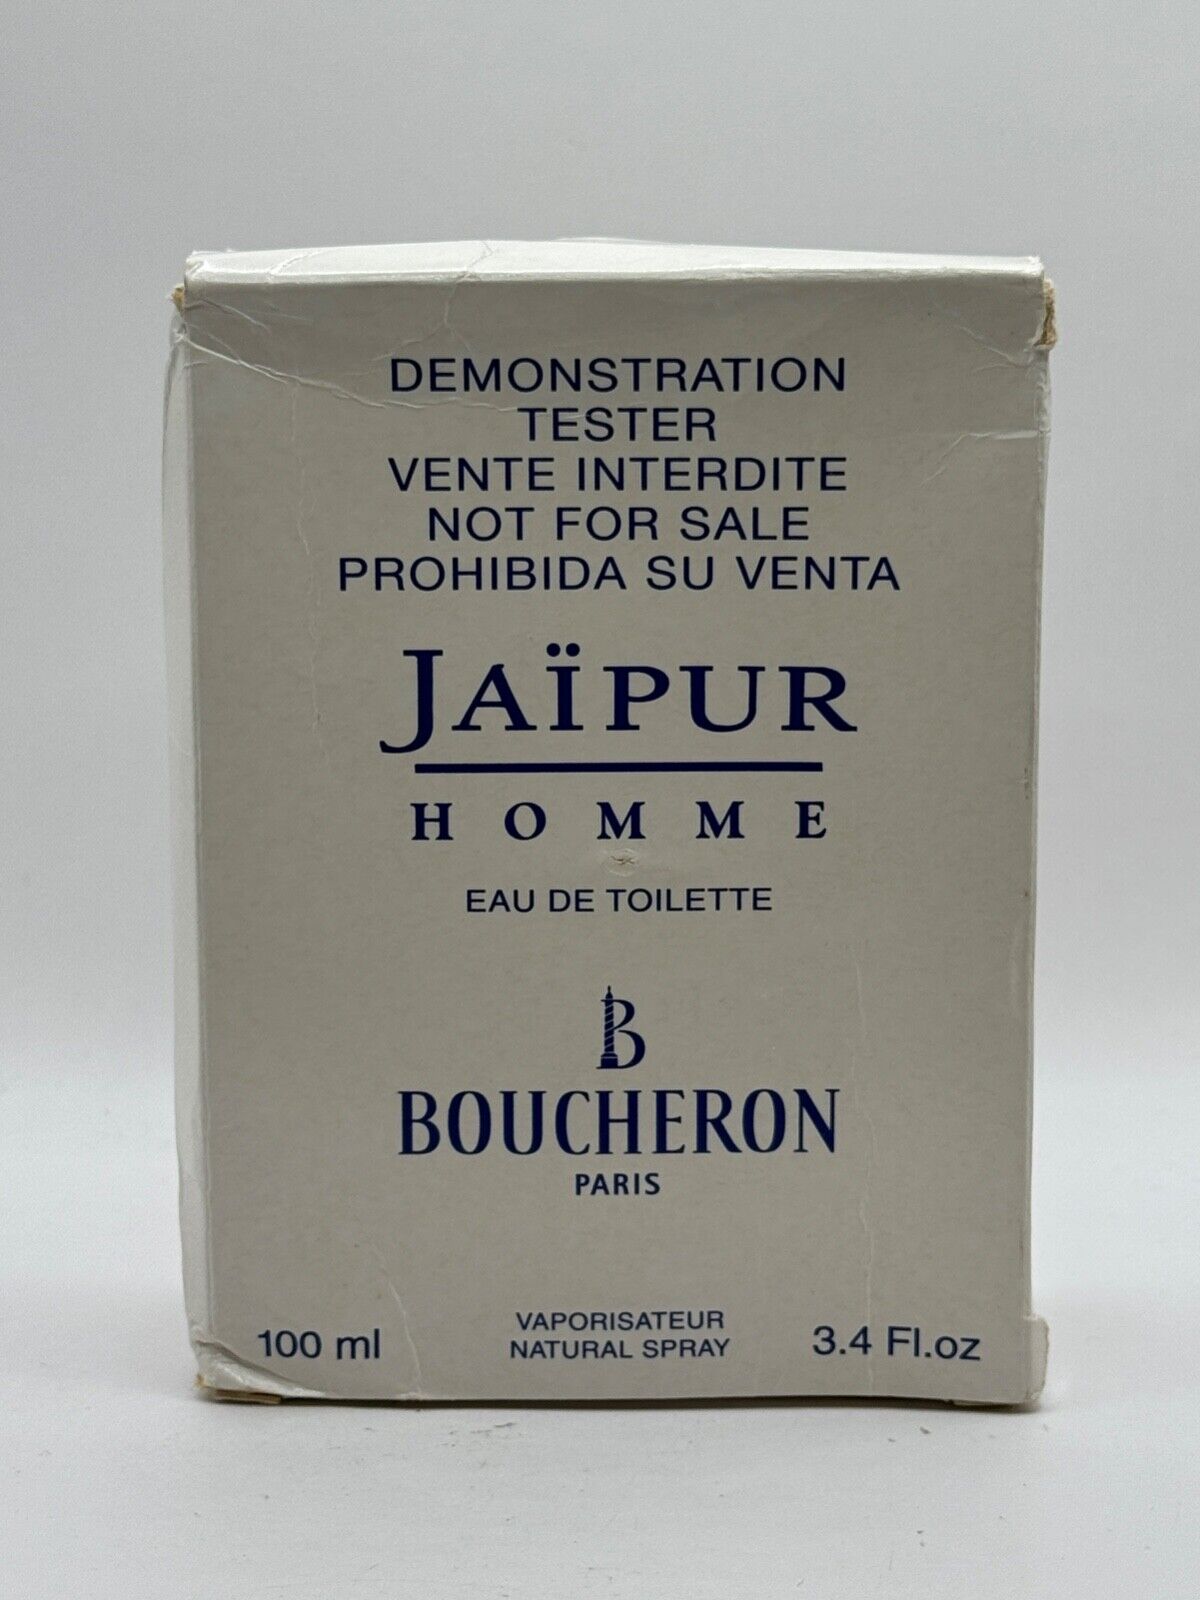 DEMONSTRATION
TESTER
VENTE INTERDITE
NOT FOR SALE
PROHIBIDA SU VENTA
JAÏPUR
HOMME
EAU DE TOILETTE
B
BOUCHERON
PARIS
100 ml
VAPORISATEUR
NATURAL SPRAY
3.4 Fl.oz